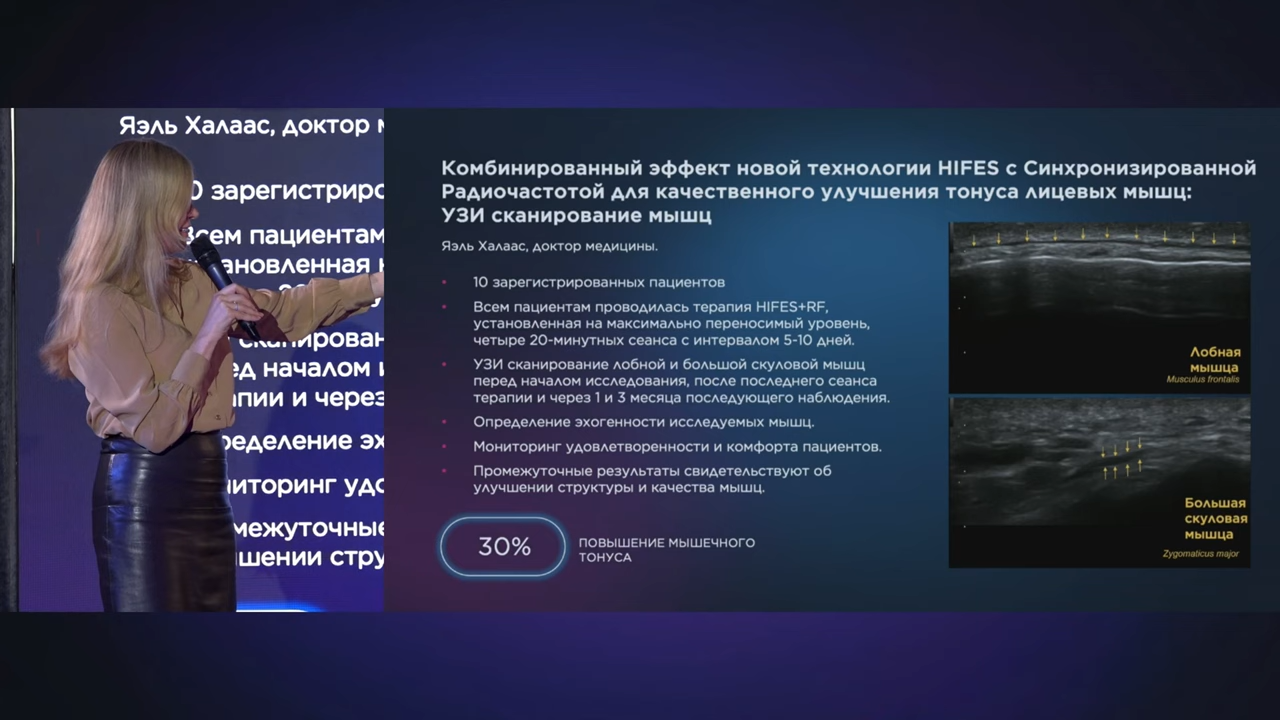 Яэль Халаас, доктор
0 зарегистриро
Всем пациентам
ановленная
сканирован
ед началом и
апии и через
ределение эх
ниторинг удо
межуточные
шении стру
Комбинированный эффект новой технологии HIFES с Синхронизированной
Радиочастотой для качественного улучшения тонуса лицевых мышц:
УЗИ сканирование мышц
Яэль Халаас, доктор медицины.
• 10 зарегистрированных пациентов
• Всем пациентам проводилась терапия HIFES+RF,
установленная на максимально переносимый уровень,
четыре 20-минутных сеанса с интервалом 5-10 дней.
• УЗИ сканирование лобной и большой скуловой мышц
перед началом исследования, после последнего сеанса
терапии и через 1 и 3 месяца последующего наблюдения.
• Определение эхогенности исследуемых мышц.
• Мониторинг удовлетворенности и комфорта пациентов.
• Промежуточные результаты свидетельствуют об
улучшении структуры и качества мышц.
30%
ПОВЫШЕНИЕ МЫШЕЧНОГО
ТОНУСА
Лобная
мышца
Musculus frontalis
Большая
скуловая
мышца
Zygomaticus major